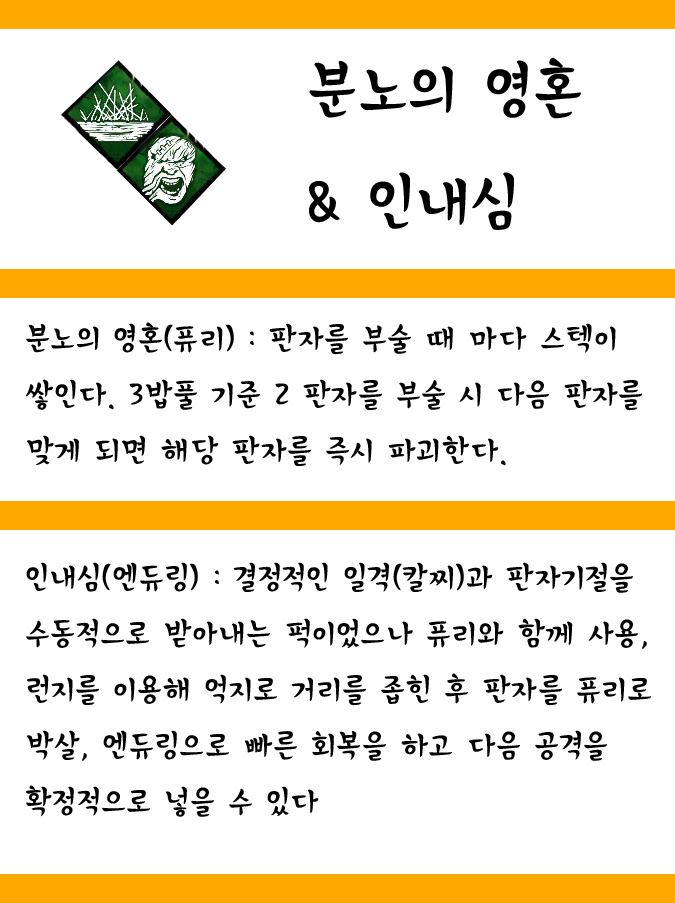 분노의 영혼
& 인내심
분노의 영혼(퓨리) : 판자를 부술 때 마다 스텍이
쌓인다. 3밥풀 기준 2 판자를 부술 시 다음 판자를
맞게 되면 해당 판자를 즉시 파괴한다.
인내심(엔듀링) : 결정적인 일격(칼찌)과 판자기절을
수동적으로 받아내는 퍽이었으나 퓨리와 함께 사용,
런지를 이용해 억지로 거리를 좁힌 후 판자를 퓨리로
박살, 엔듀링으로 빠른 회복을 하고 다음 공격을
확정적으로 넣을 수 있다